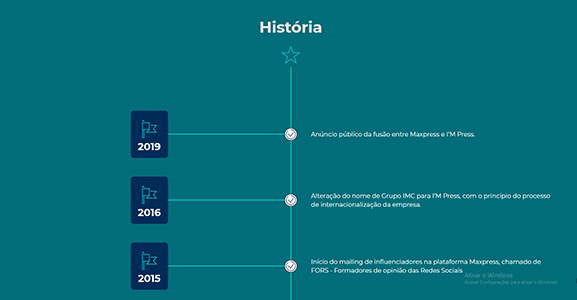 História
2019
Anúncio público da fusão entre Maxpress e I'M Press.
2016
Alteração do nome de Grupo IMC para I'M Press, com o princípio do processo
de internacionalização da empresa.
2015
Início do mailing de influenciadores na plataforma Maxpress, chamado de
FORS - Formadores de opinião das Redes Sociais
Ativar o Windows
Acesse Configurações para ativar o Windows.